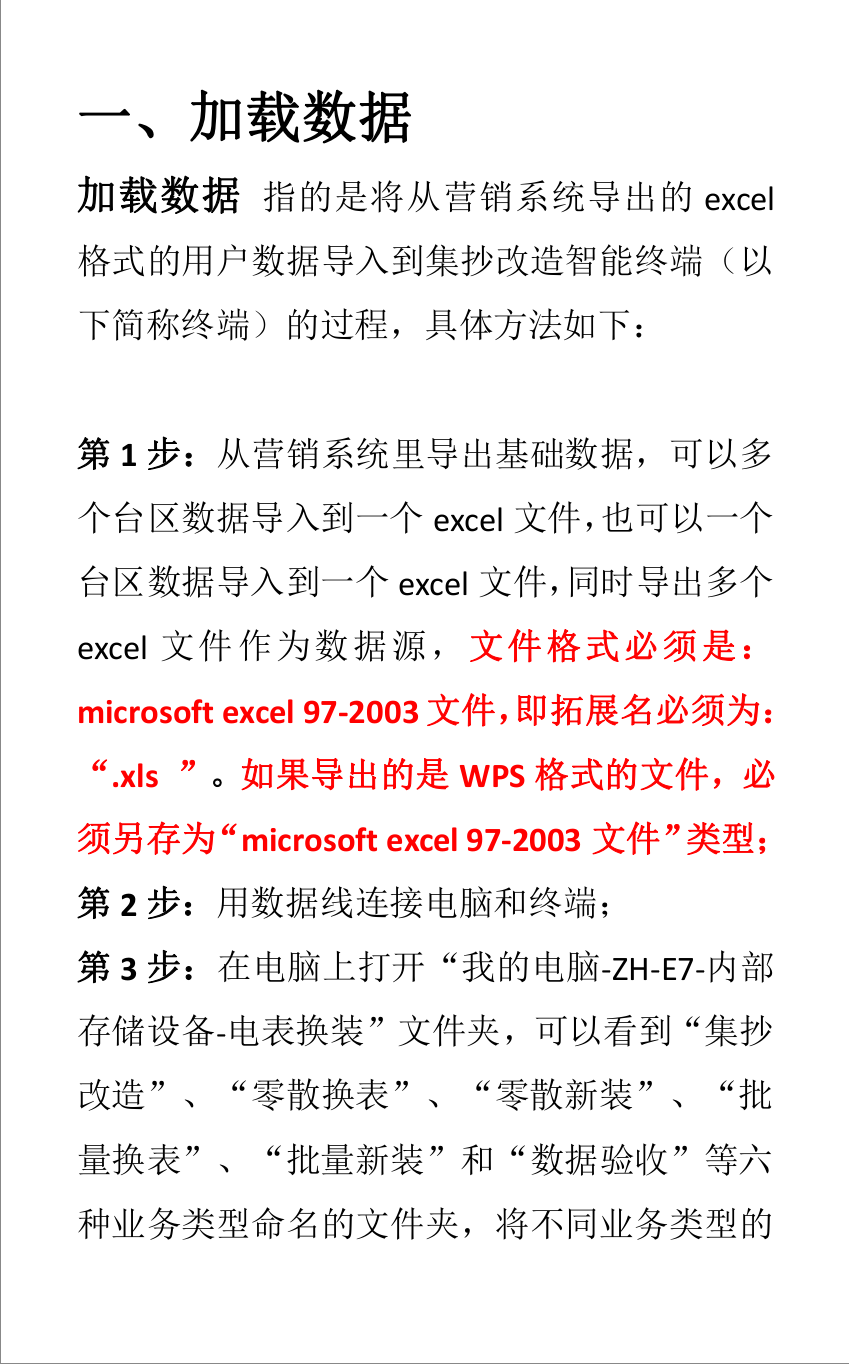 一、加载数据
加载数据 指的是将从营销系统导出的 excel
格式的用户数据导入到集抄改造智能终端（以
下简称终端）的过程，具体方法如下：
第 1 步：从营销系统里导出基础数据，可以多
个台区数据导入到一个 excel 文件，也可以一个
台区数据导入到一个 excel 文件，同时导出多个
excel 文件作为数据源，文件格式必须是：
microsoft excel 97-2003 文件，即拓展名必须为：
“.xls ”。如果导出的是 WPS 格式的文件，必
须另存为“microsoft excel 97-2003 文件”类型；
第 2 步：用数据线连接电脑和终端；
第 3 步：在电脑上打开“我的电脑-ZH-E7-内部
存储设备-电表换装”文件夹，可以看到“集抄
改造”、“零散换表”、“零散新装”、“批
量换表”、“批量新装”和“数据验收”等六
种业务类型命名的文件夹，将不同业务类型的